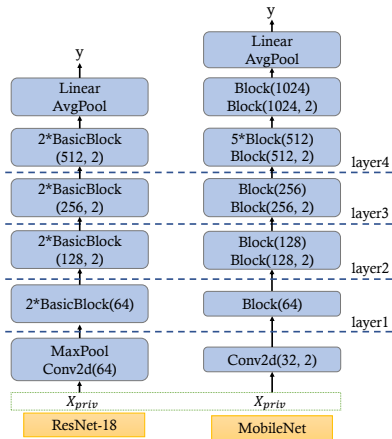 y
Linear
AvgPool
2*BasicBlock
(512, 2)
2*BasicBlock
(256, 2)
2*BasicBlock
(128, 2)
2*BasicBlock(64)
MaxPool
Conv2d(64)
X_priv
ResNet-18
y
Linear
AvgPool
Block(1024)
Block(1024, 2)
5*Block(512)
Block(512, 2)
Block(256)
Block(256, 2)
Block(128)
Block(128, 2)
Block(64)
Conv2d(32, 2)
X_priv
MobileNet
layer4
layer3
layer2
layer1